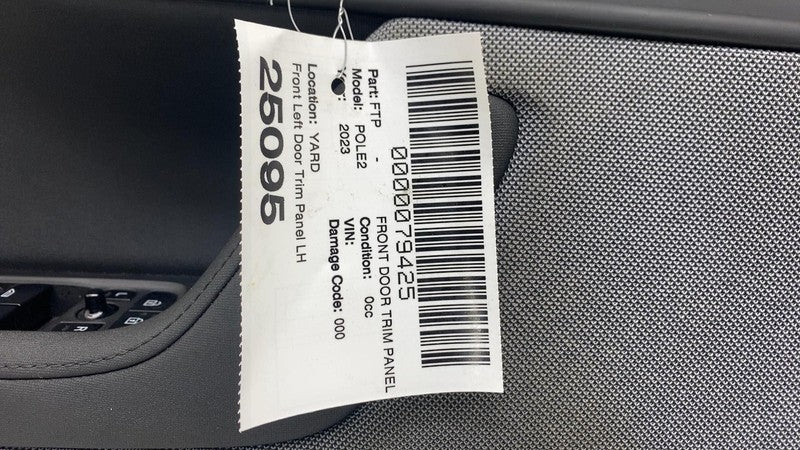 0000079425
Part: FTP - FRONT DOOR TRIM PANEL
Model: POLE2 Condition: 0cc
Year: 2023 VIN:
Damage Code: 000
Location: YARD
Front Left Door Trim Panel LH
25095
R